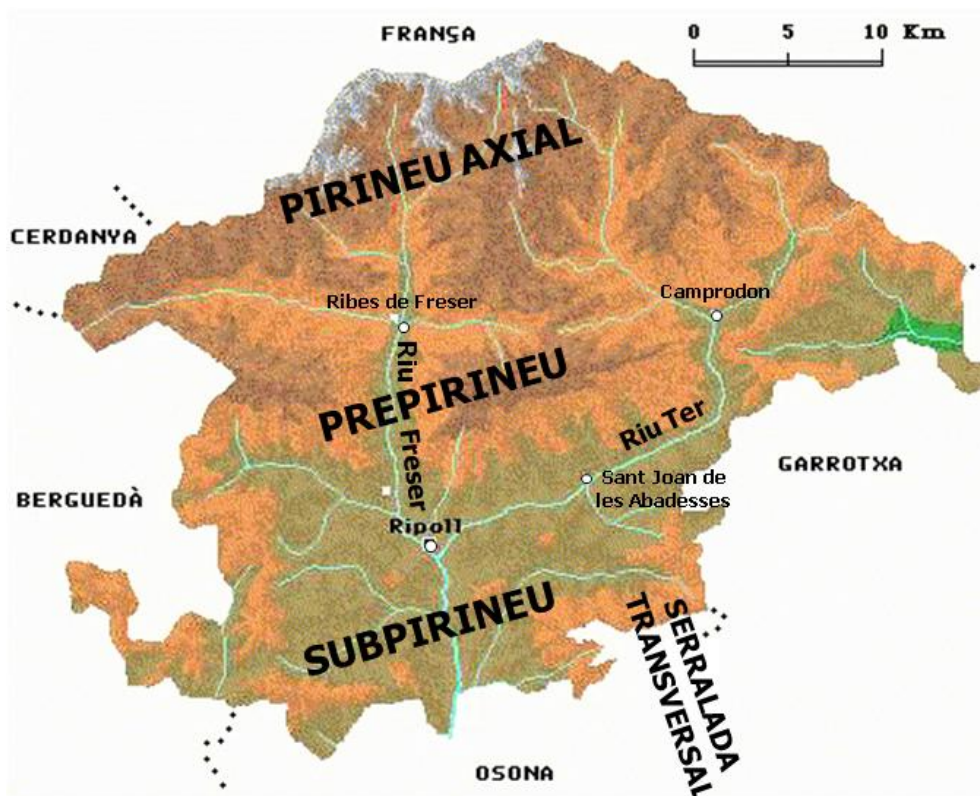 FRANÇA
0 5 10 Km
PIRINEU AXIAL
CERDANYA
Ribes de Freser
Camprodon
Riu Freser
PREPIRINEU
Riu Ter
GARROTXA
BERGUEDÀ
Sant Joan de
les Abadesses
Ripoll
SUBPIRINEU
SERRALADA
TRANSVERSAL
OSONA